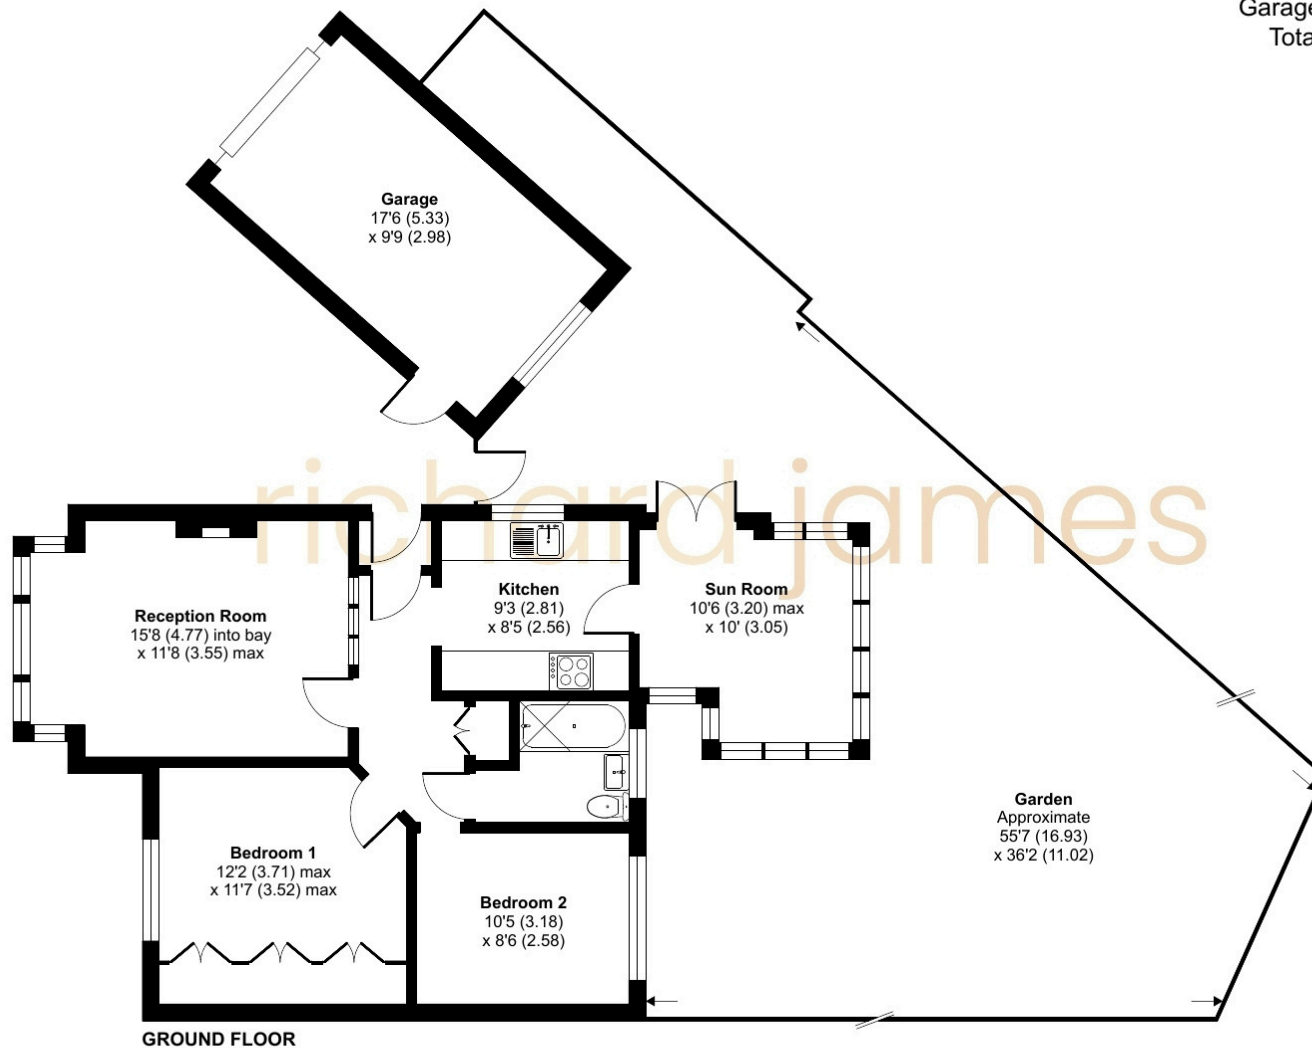 Garage
Tota
Garage
17'6 (5.33)
x 9'9 (2.98)
richard james
Reception Room
15'8 (4.77) into bay
x 11'8 (3.55) max
Kitchen
9'3 (2.81)
x 8'5 (2.56)
Sun Room
10'6 (3.20) max
x 10' (3.05)
Bedroom 1
12'2 (3.71) max
x 11'7 (3.52) max
Bedroom 2
10'5 (3.18)
x 8'6 (2.58)
Garden
Approximate
55'7 (16.93)
x 36'2 (11.02)
GROUND FLOOR